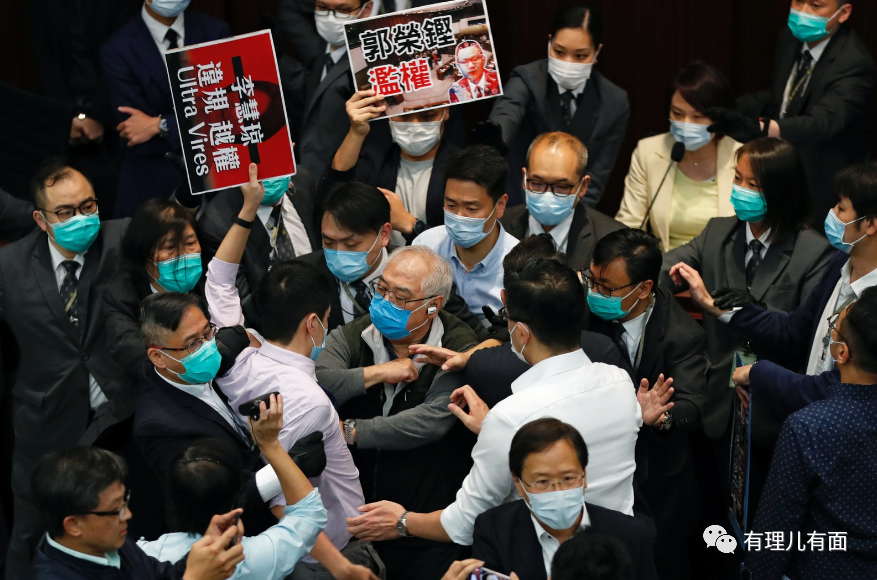 郭榮鏗
濫權
李慧琼
違規 越權
Ultra Vires
有理儿有面